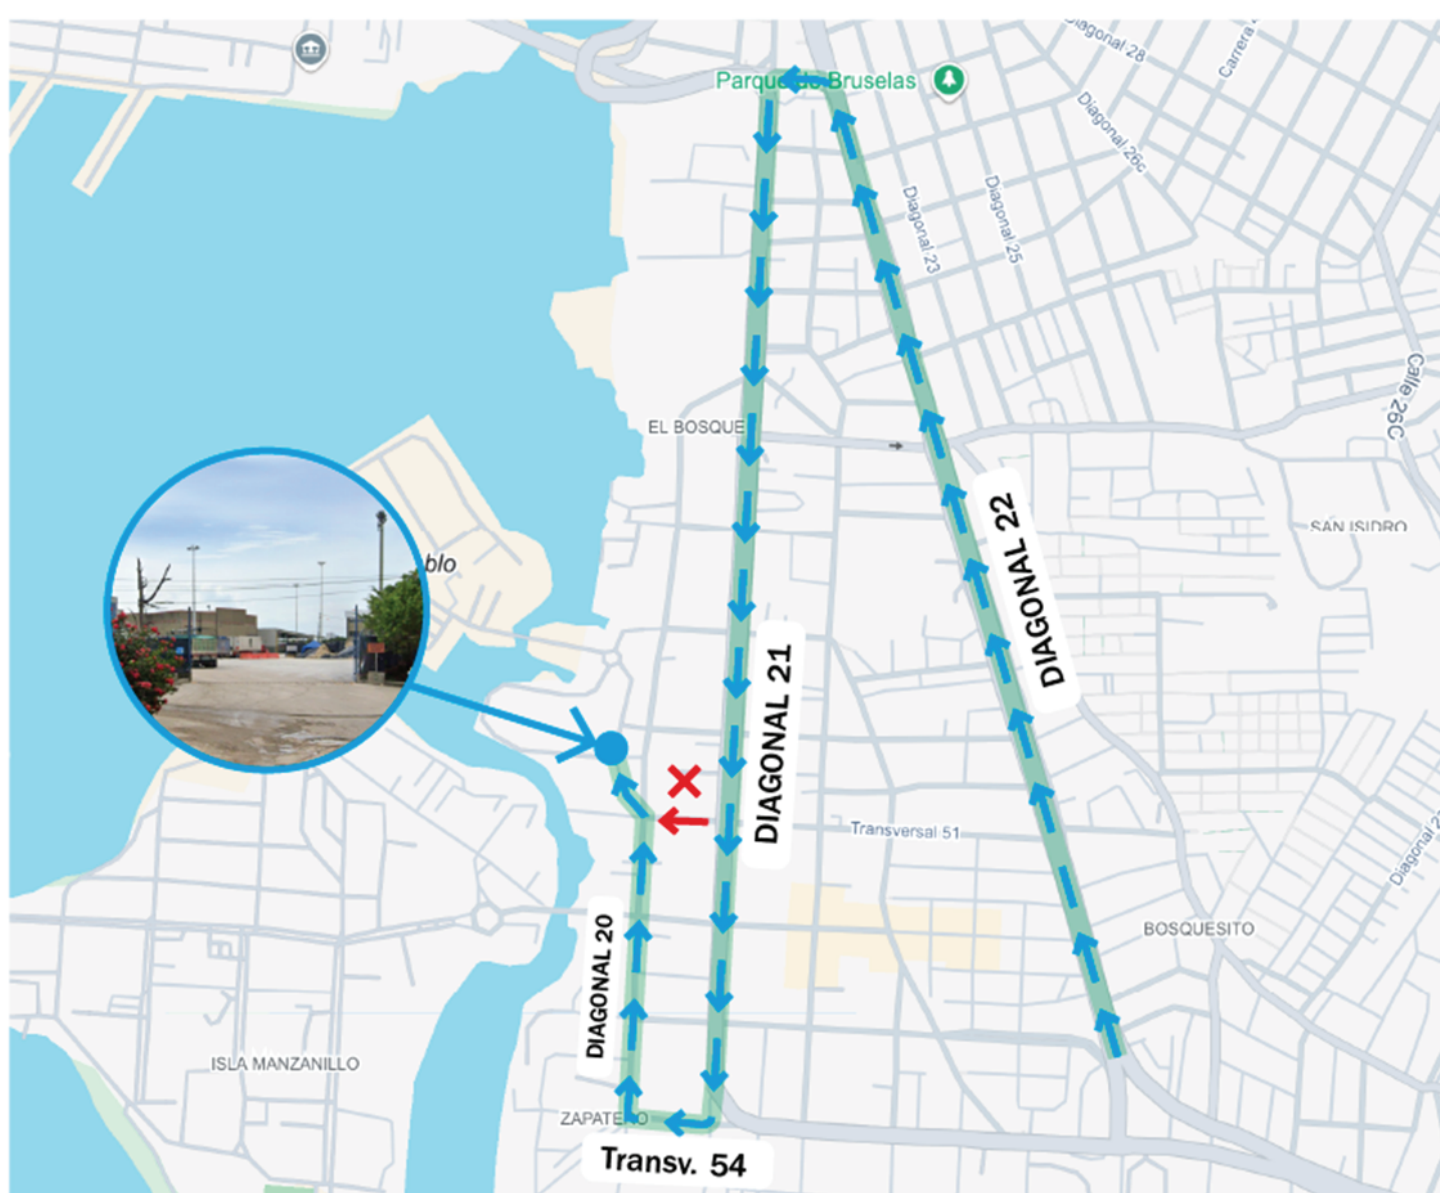 Diagonal 28
Carrera
Parque de Bruselas
Diagonal 26c
Diagonal 23
Diagonal 25
Calle 26C
EL BOSQUE
DIAGONAL 22
SAN ISIDRO
blo
DIAGONAL 21
Transversal 51
Diagonal
BOSQUESITO
DIAGONAL 20
ISLA MANZANILLO
ZAPATERO
Transv. 54